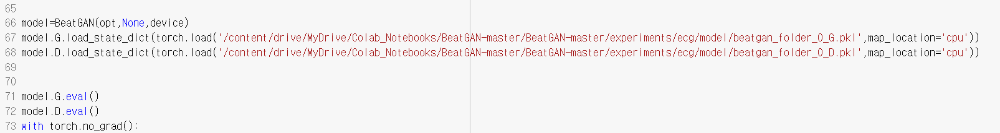 65
66 model=BeatGAN(opt,None,device)
67 model.G.load_state_dict(torch.load('/content/drive/MyDrive/Colab_Notebooks/BeatGAN-master/BeatGAN-master/experiments/ecg/model/beatgan_folder_0_G.pkl',map_location='cpu'))
68 model.D.load_state_dict(torch.load('/content/drive/MyDrive/Colab_Notebooks/BeatGAN-master/BeatGAN-master/experiments/ecg/model/beatgan_folder_0_D.pkl',map_location='cpu'))
69
70
71 model.G.eval()
72 model.D.eval()
73 with torch.no_grad():